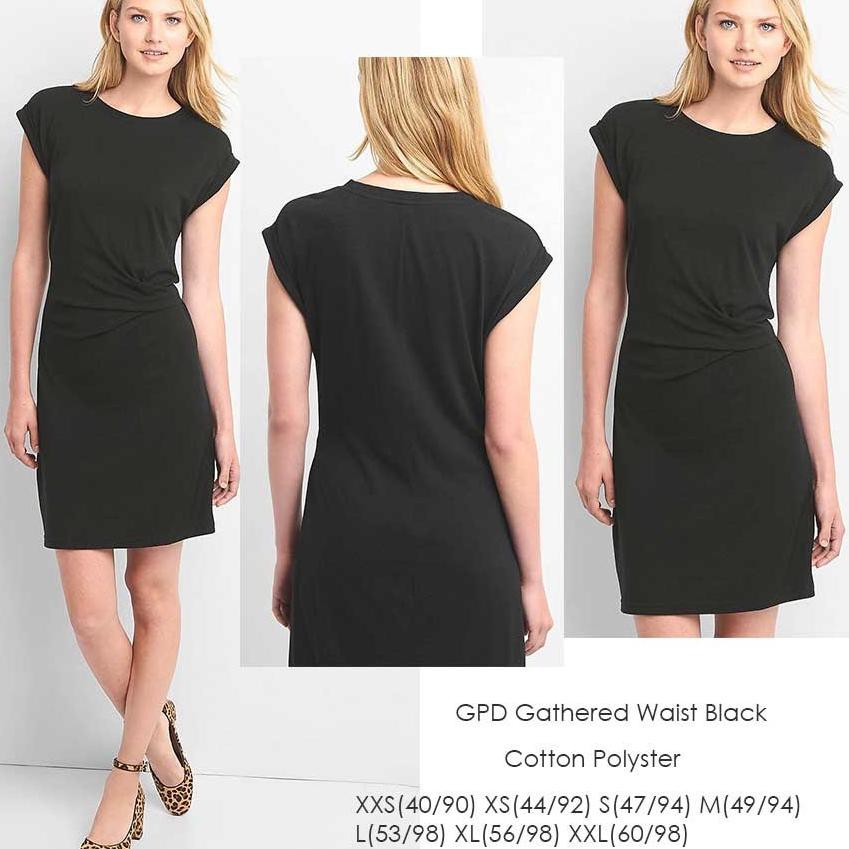 GPD Gathered Waist Black
Cotton Polyster
XXS(40/90) XS(44/92) S(47/94) M(49/94)
L(53/98) XL(56/98) XXL(60/98)